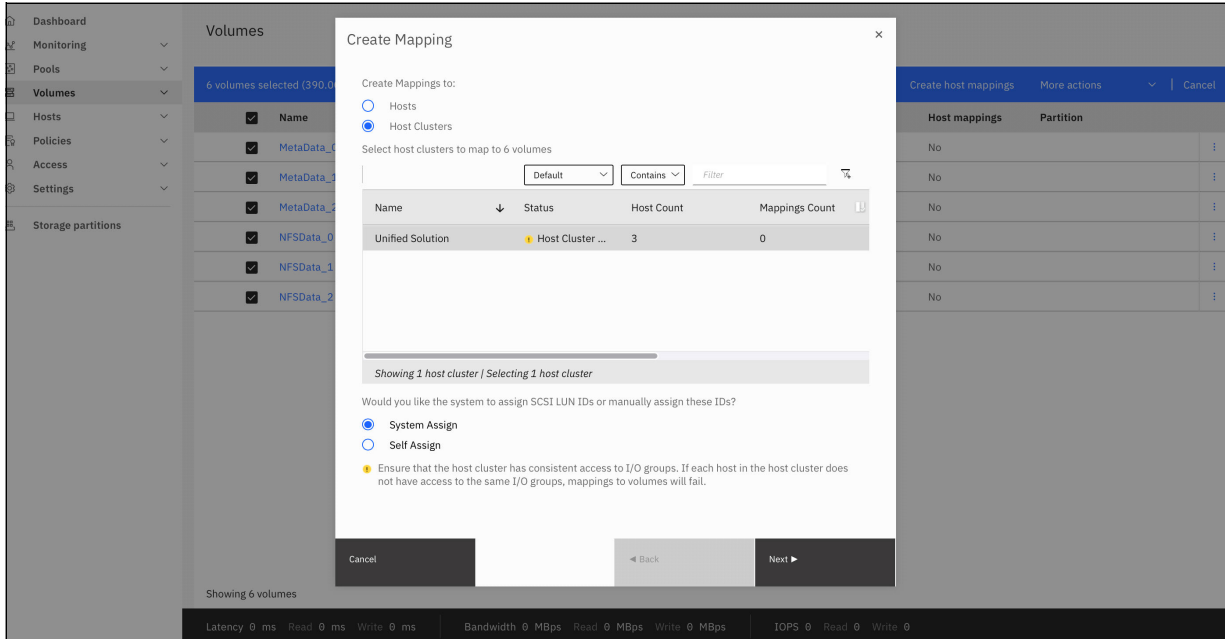 Dashboard
Monitoring
Pools
Volumes
Hosts
Policies
Access
Settings
Storage partitions
Volumes
6 volumes selected (390.0
Create host mappings
More actions
Cancel
Name
Host mappings
Partition
MetaData_0
No
MetaData_1
No
MetaData_2
No
NFSData_0
No
NFSData_1
No
NFSData_2
No
Create Mapping
Create Mappings to:
Hosts
Host Clusters
Select host clusters to map to 6 volumes
Default
Contains
Filter
Name
Status
Host Count
Mappings Count
Unified Solution
Host Cluster ...
3
0
Showing 1 host cluster | Selecting 1 host cluster
Would you like the system to assign SCSI LUN IDs or manually assign these IDs?
System Assign
Self Assign
Ensure that the host cluster has consistent access to I/O groups. If each host in the host cluster does
not have access to the same I/O groups, mappings to volumes will fail.
Cancel
Back
Next
Showing 6 volumes
Latency 0 ms Read 0 ms Write 0 ms
Bandwidth 0 MBps Read 0 MBps Write 0 MBps
IOPS 0 Read 0 Write 0